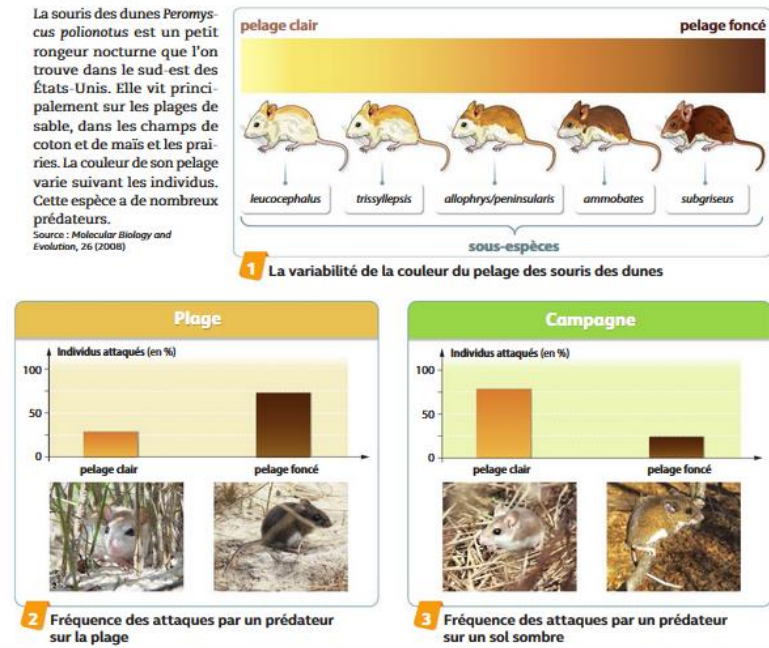 La souris des dunes Peromys-
cus polionotus est un petit
rongeur nocturne que l'on
trouve dans le sud-est des
États-Unis. Elle vit princi-
palement sur les plages de
sable, dans les champs de
coton et de maïs et les prai-
ries. La couleur de son pelage
varie suivant les individus.
Cette espèce a de nombreux
prédateurs.
Source : Molecular Biology and
Evolution, 26 (2008)
pelage clair
pelage foncé
leucocephalus
trissyllepsis
allophrys/peninsularis
ammobates
subgriseus
sous-espèces
1 La variabilité de la couleur du pelage des souris des dunes
Plage
Individus attaqués (en %)
100
50
0
pelage clair
pelage foncé
2 Fréquence des attaques par un prédateur
sur la plage
Campagne
Individus attaqués (en %)
100
50
0
pelage clair
pelage foncé
3 Fréquence des attaques par un prédateur
sur un sol sombre